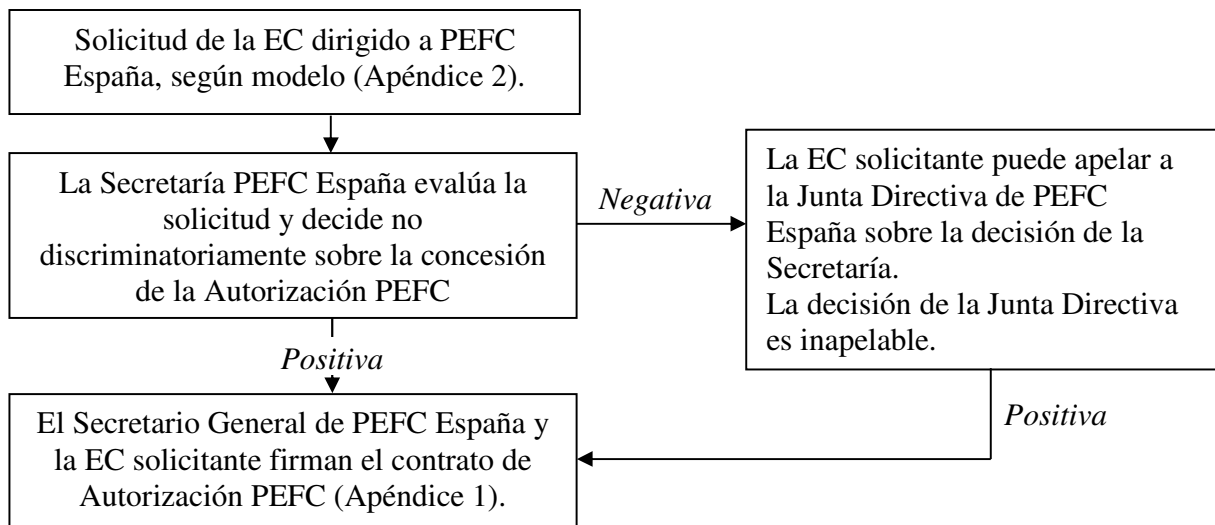 Solicitud de la EC dirigido a PEFC
España, según modelo (Apéndice 2).
La Secretaría PEFC España evalúa la
solicitud y decide no
discriminatoriamente sobre la concesión
de la Autorización PEFC
Negativa
La EC solicitante puede apelar a
la Junta Directiva de PEFC
España sobre la decisión de la
Secretaría.
La decisión de la Junta Directiva
es inapelable.
Positiva
Positiva
El Secretario General de PEFC España y
la EC solicitante firman el contrato de
Autorización PEFC (Apéndice 1).